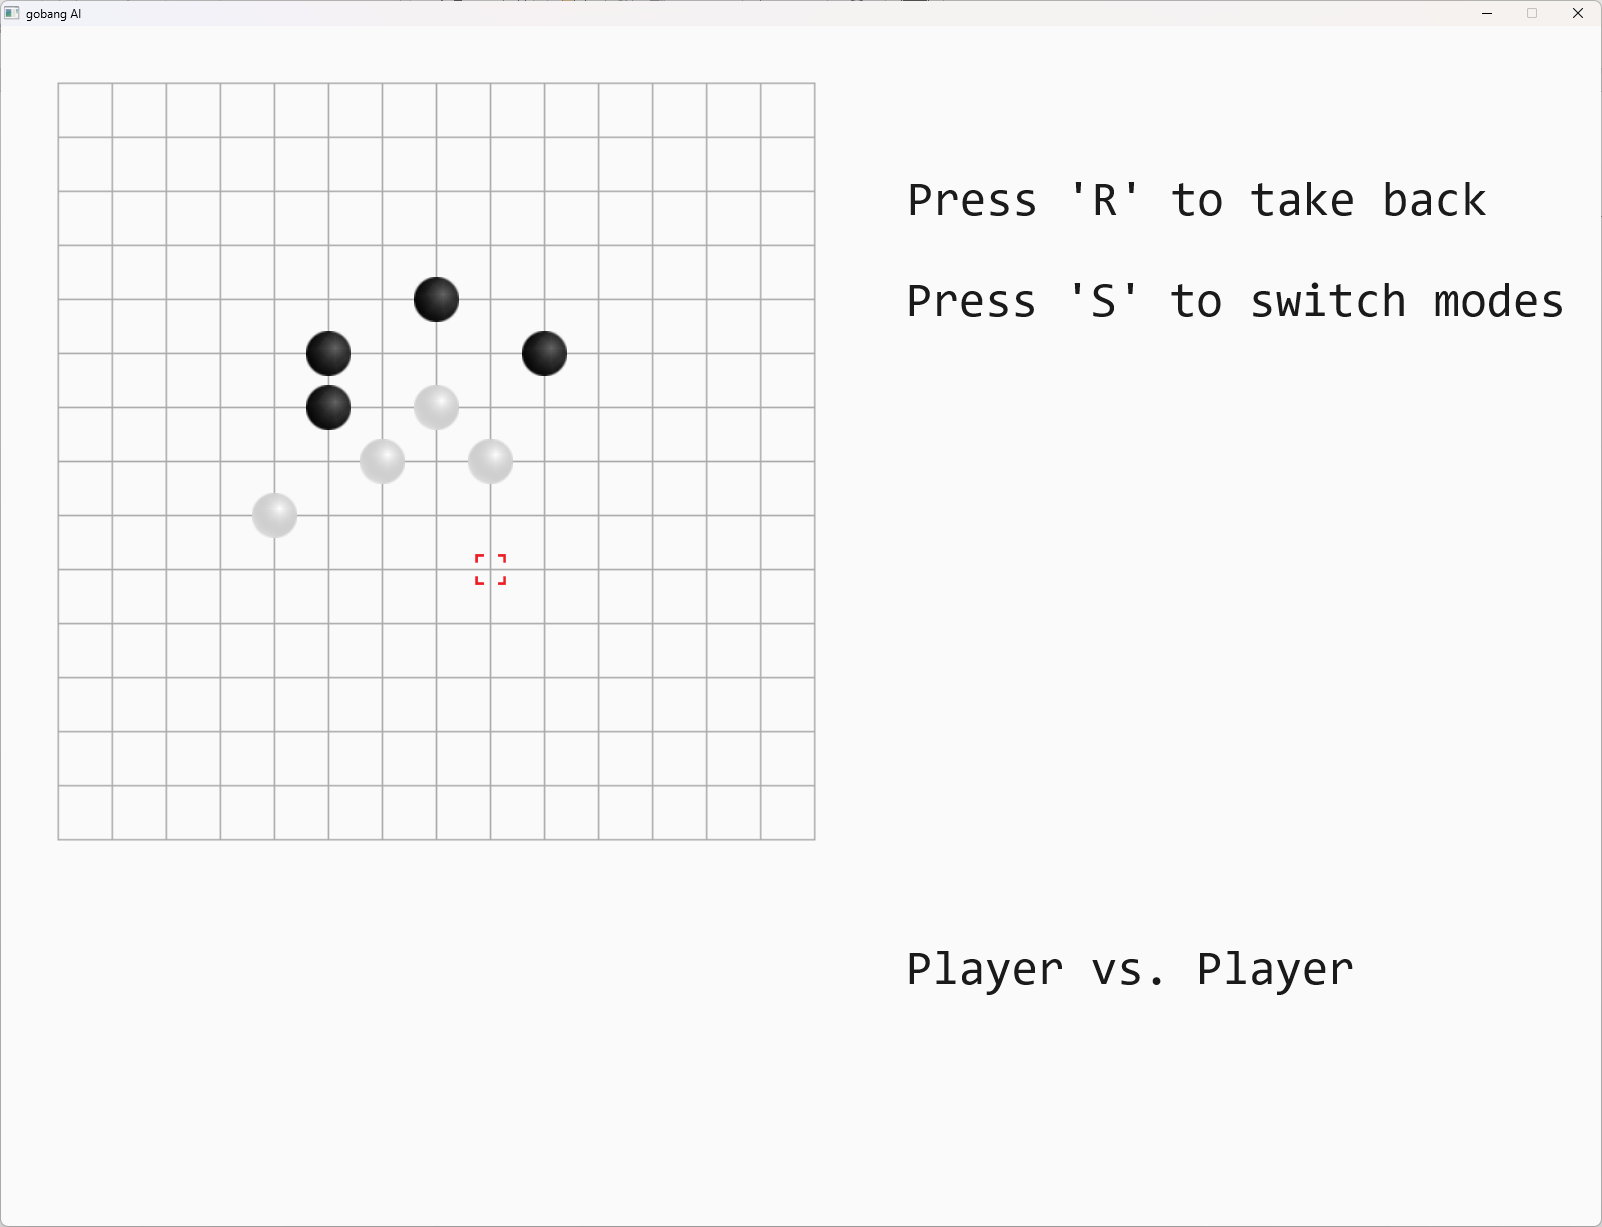 gobang AI
Press 'R' to take back
Press 'S' to switch modes
Player vs. Player